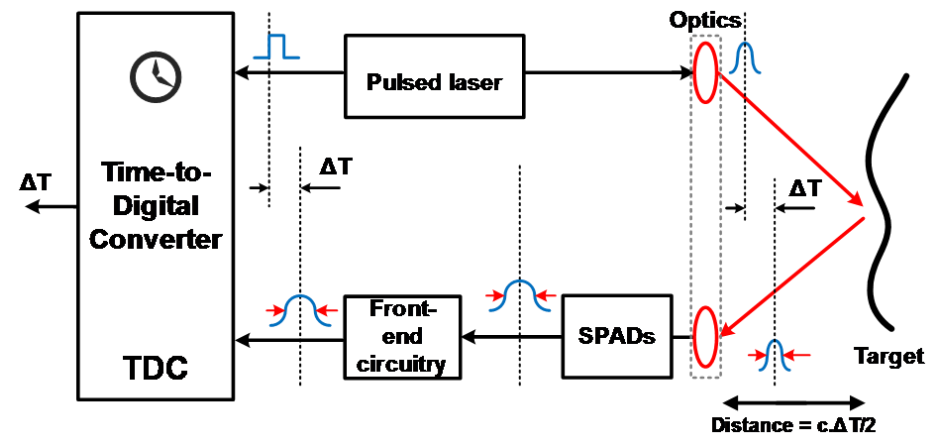 Optics
Pulsed laser
ΔT
Time-to-
Digital
Converter
ΔT
ΔT
Front-
end
circuitry
SPADs
TDC
Target
Distance = c.ΔT/2